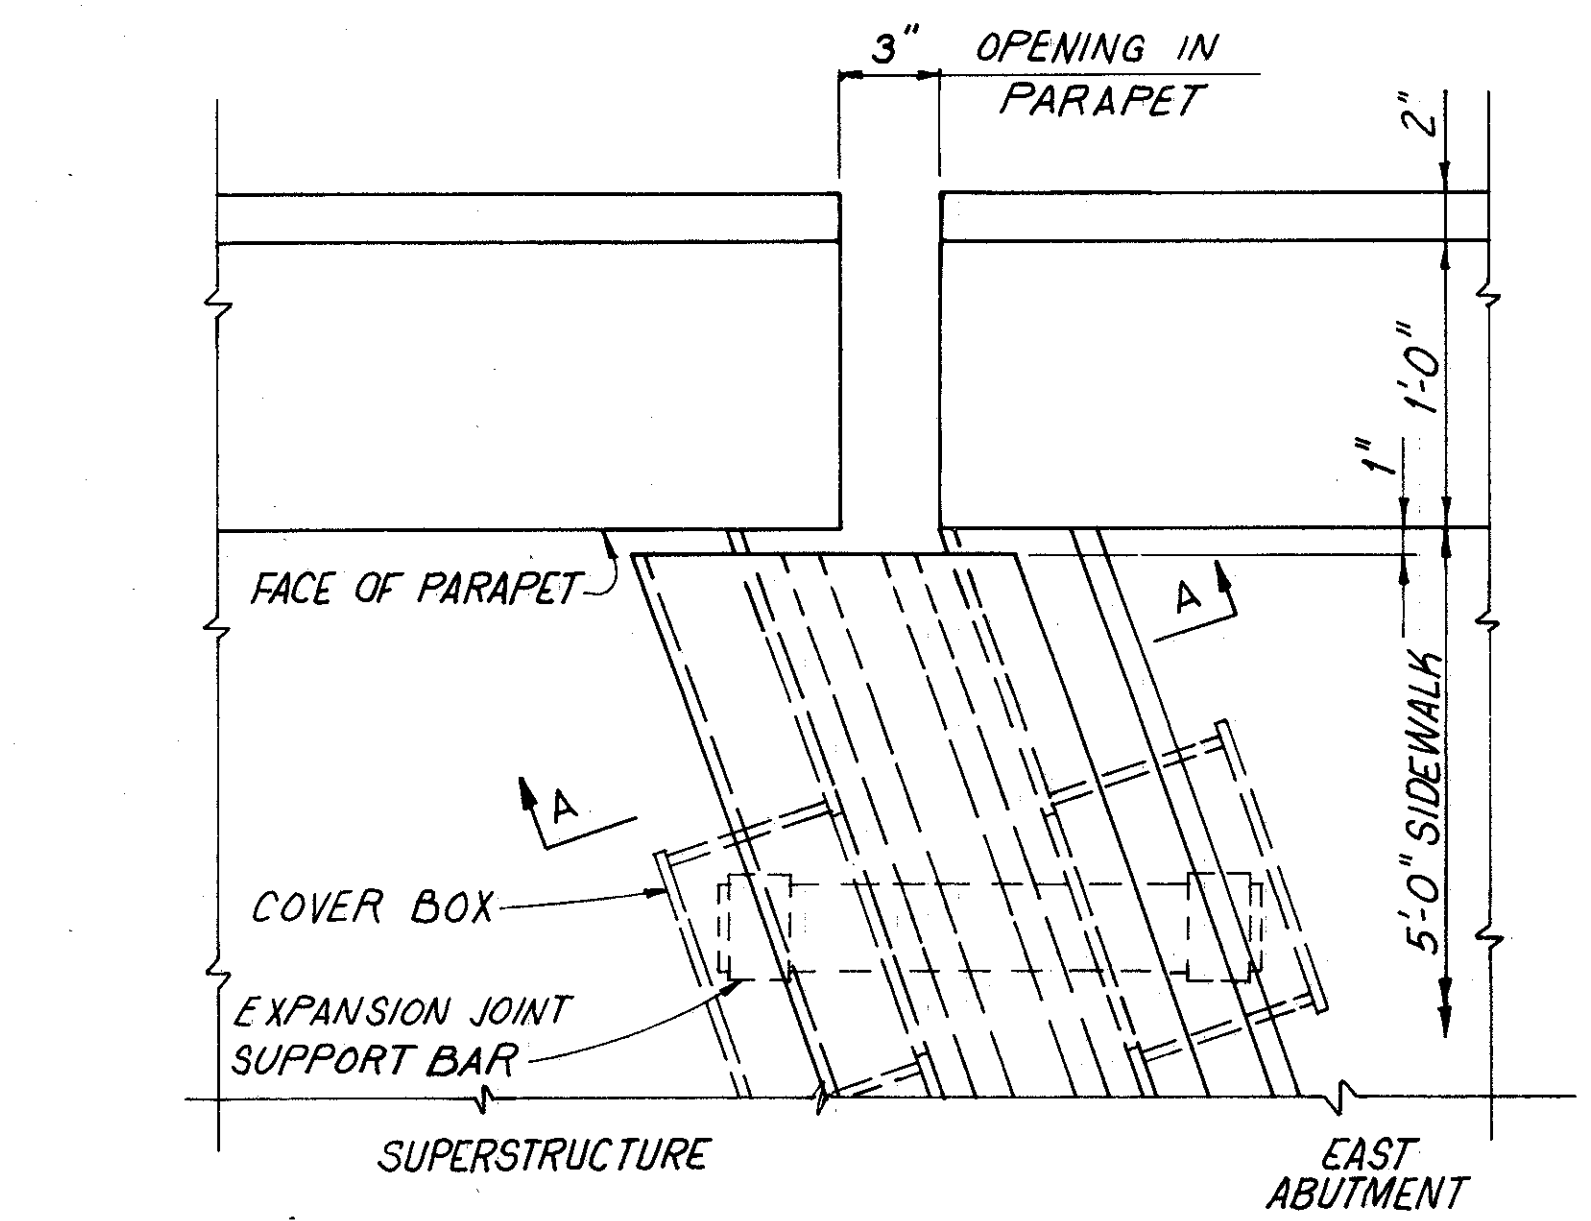 3" OPENING IN
PARAPET
2"
1'-0"
1"
FACE OF PARAPET
A
5'-0" SIDEWALK
A
COVER BOX
EXPANSION JOINT
SUPPORT BAR
SUPERSTRUCTURE
EAST
ABUTMENT